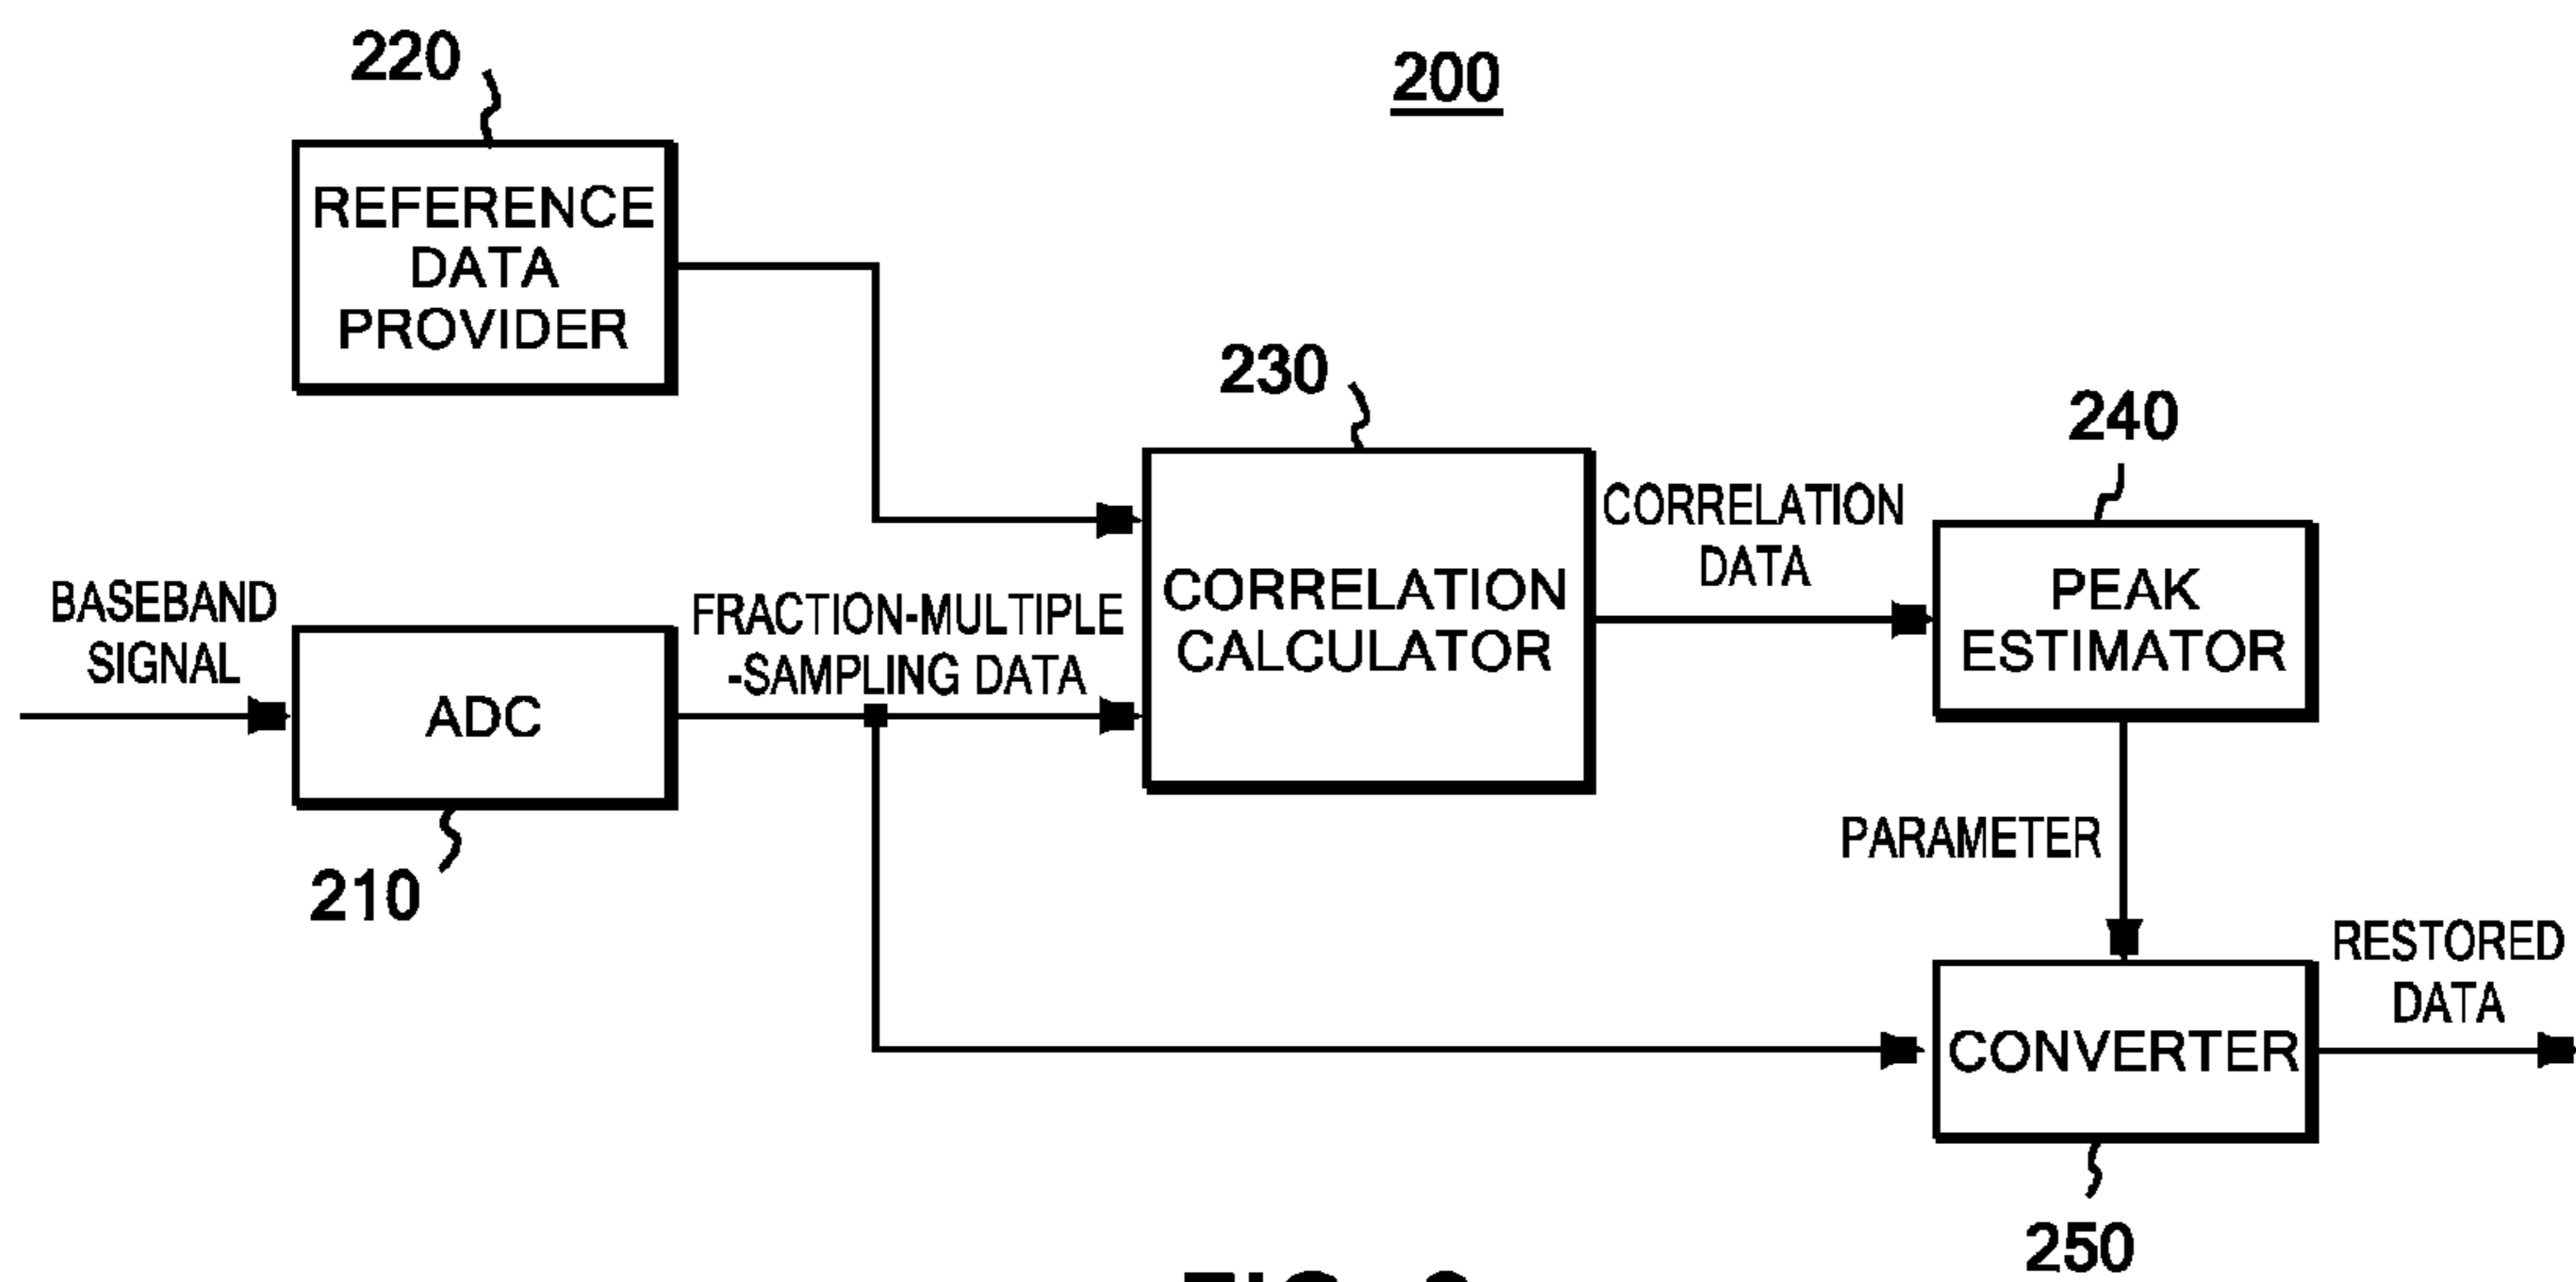 220
200
REFERENCE
DATA
PROVIDER
230
240
CORRELATION
DATA
BASEBAND
SIGNAL
FRACTION-MULTIPLE
-SAMPLING DATA
CORRELATION
CALCULATOR
PEAK
ESTIMATOR
ADC
210
PARAMETER
RESTORED
DATA
CONVERTER
250